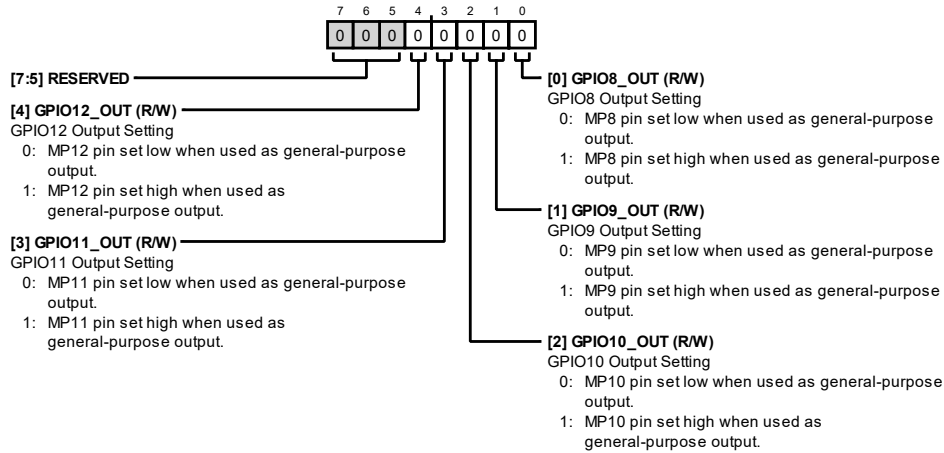 7 6 5 4 3 2 1 0
0 0 0 0 0 0 0 0
[7:5] RESERVED
[4] GPIO12_OUT (R/W)
GPIO12 Output Setting
0: MP12 pin set low when used as general-purpose
output.
1: MP12 pin set high when used as
general-purpose output.
[3] GPIO11_OUT (R/W)
GPIO11 Output Setting
0: MP11 pin set low when used as general-purpose
output.
1: MP11 pin set high when used as
general-purpose output.
[0] GPIO8_OUT (R/W)
GPIO8 Output Setting
0: MP8 pin set low when used as general-purpose
output.
1: MP8 pin set high when used as general-purpose
output.
[1] GPIO9_OUT (R/W)
GPIO9 Output Setting
0: MP9 pin set low when used as general-purpose
output.
1: MP9 pin set high when used as general-purpose
output.
[2] GPIO10_OUT (R/W)
GPIO10 Output Setting
0: MP10 pin set low when used as general-purpose
output.
1: MP10 pin set high when used as
general-purpose output.